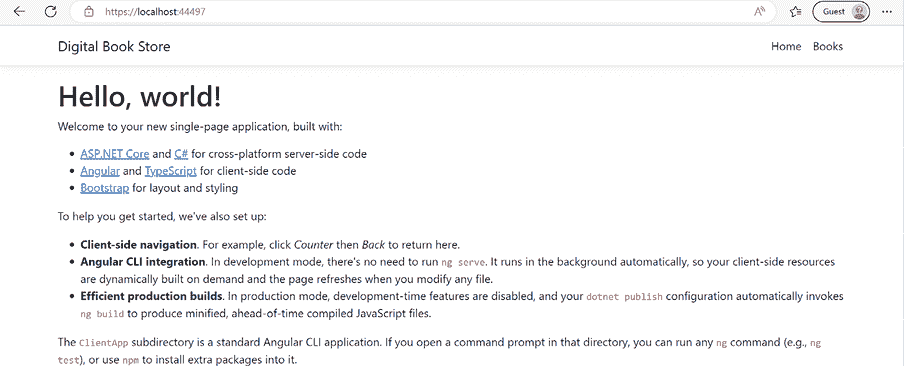 https://localhost:44497
Guest
Digital Book Store
Home Books
Hello, world!
Welcome to your new single-page application, built with:
ASP.NET Core and C# for cross-platform server-side code
Angular and TypeScript for client-side code
Bootstrap for layout and styling
To help you get started, we've also set up:
Client-side navigation. For example, click Counter then Back to return here.
Angular CLI integration. In development mode, there's no need to run ng serve. It runs in the background automatically, so your client-side resources
are dynamically built on demand and the page refreshes when you modify any file.
Efficient production builds. In production mode, development-time features are disabled, and your dotnet publish configuration automatically invokes
ng build to produce minified, ahead-of-time compiled JavaScript files.
The ClientApp subdirectory is a standard Angular CLI application. If you open a command prompt in that directory, you can run any ng command (e.g., ng
test), or use npm to install extra packages into it.